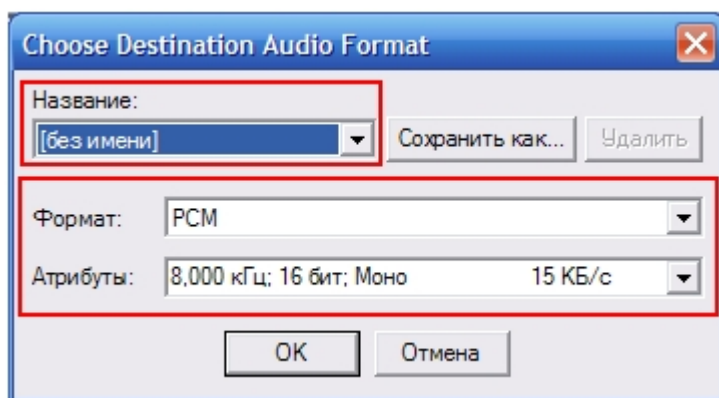 Choose Destination Audio Format
Название:
[без имени]
Сохранить как...
Удалить
Формат:
PCM
Атрибуты:
8,000 кГц; 16 бит; Моно 15 КБ/с
OK
Отмена